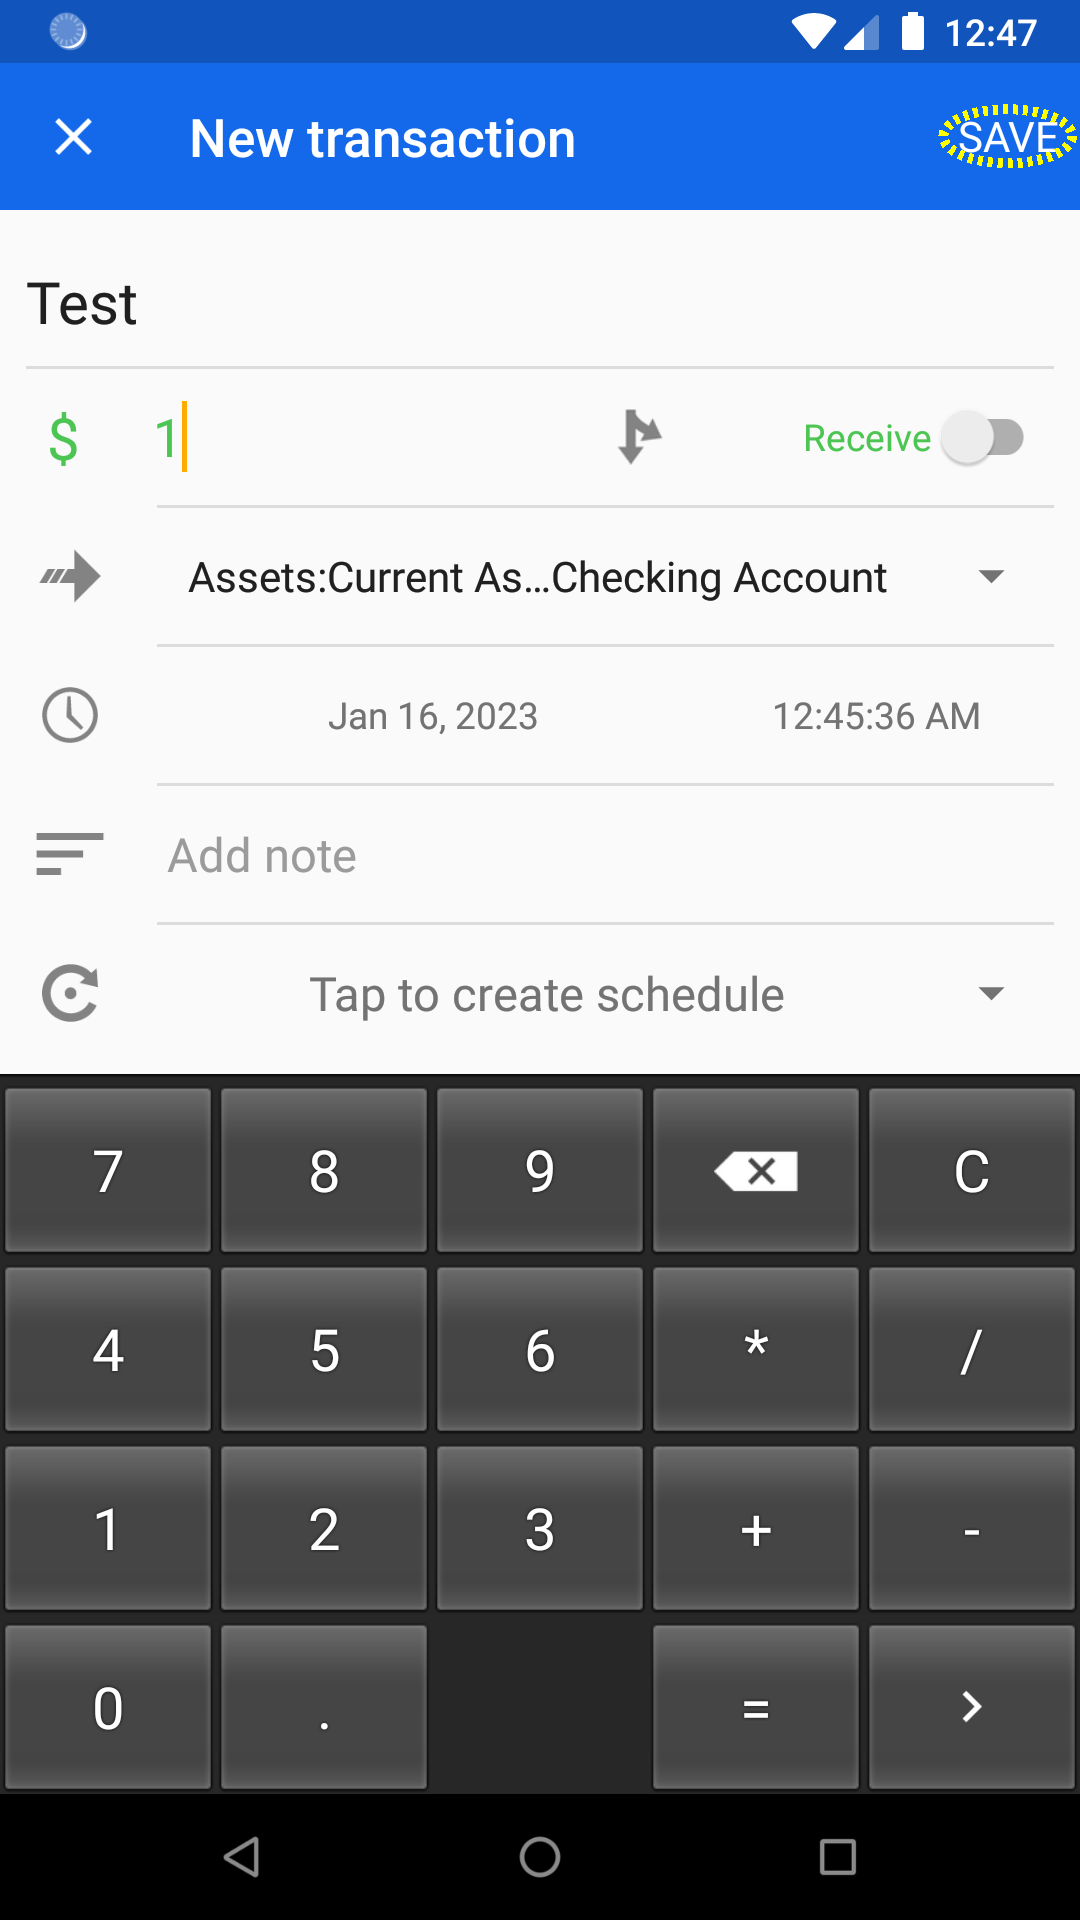 12:47
New transaction
SAVE
Test
$ 1 Receive
Assets:Current As...Checking Account
Jan 16, 2023 12:45:36 AM
Add note
Tap to create schedule
7 8 9 C
4 5 6 * /
1 2 3 + -
0 . = >